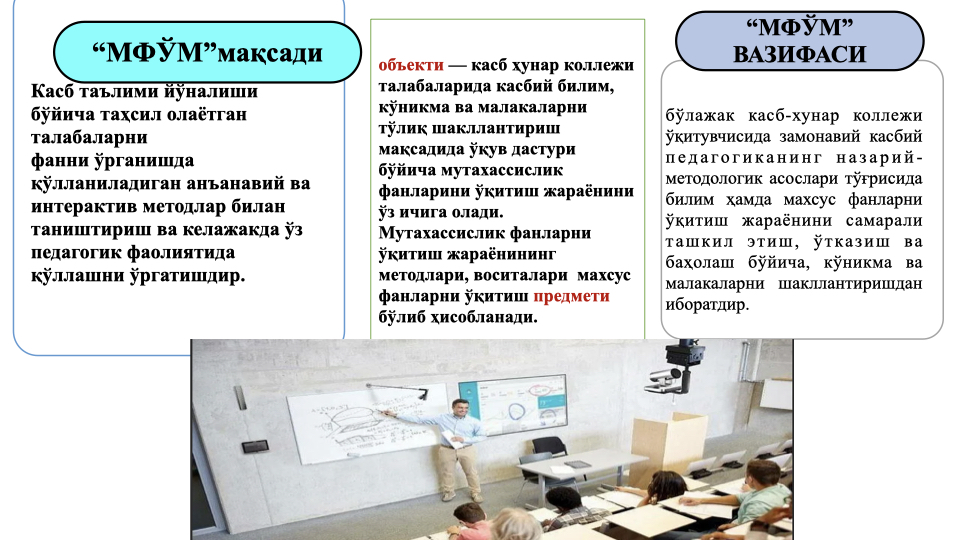 “МФЎМ”мақсади
Касб таълими йўналиши
бўйича таҳсил олаётган
талабаларни
фанни ўрганишда
қўлланиладиган анъанавий ва
интерактив методлар билан
таништириш ва келажакда ўз
педагогик фаолиятида
қўллашни ўргатишдир.
объекти — касб ҳунар коллежи
талабаларида касбий билим,
кўникма ва малакаларни
тўлиқ шакллантириш
мақсадида ўқув дастури
бўйича мутахассислик
фанларини ўқитиш жараёнини
ўз ичига олади.
Мутахассислик фанларни
ўқитиш жараёнининг
методлари, воситалари махсус
фанларни ўқитиш предмети
бўлиб ҳисобланади.
“МФЎМ”
ВАЗИФАСИ
бўлажак касб-хунар коллежи
ўқитувчисида замонавий касбий
педагогиканинг назарий-
методологик асослари тўғрисида
билим ҳамда махсус фанларни
ўқитиш жараёнини самарали
ташкил этиш, ўтказиш ва
баҳолаш бўйича, кўникма ва
малакаларни шакллантиришдан
иборатдир.